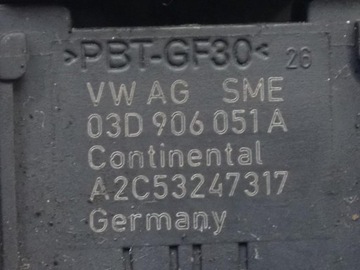 >PBT-GF30< 26
VW AG SME
03D 906 051 A
Continental
A2C53247317
Germany